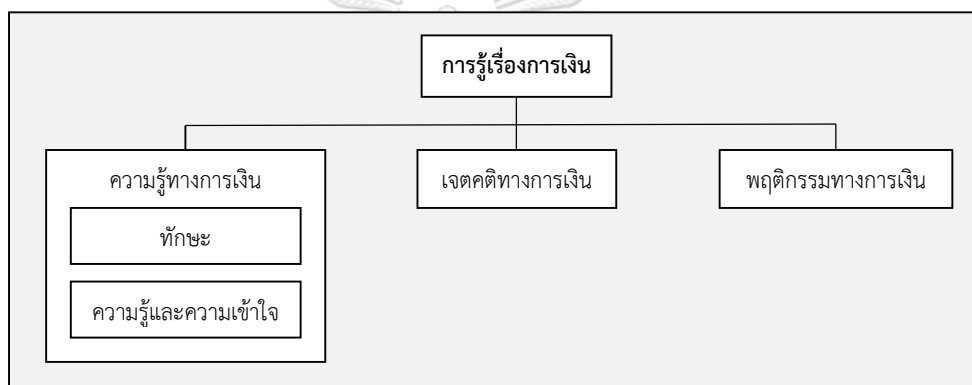 การรู้เรื่องการเงิน
ความรู้ทางการเงิน
ทักษะ
ความรู้และความเข้าใจ
เจตคติทางการเงิน
พฤติกรรมทางการเงิน